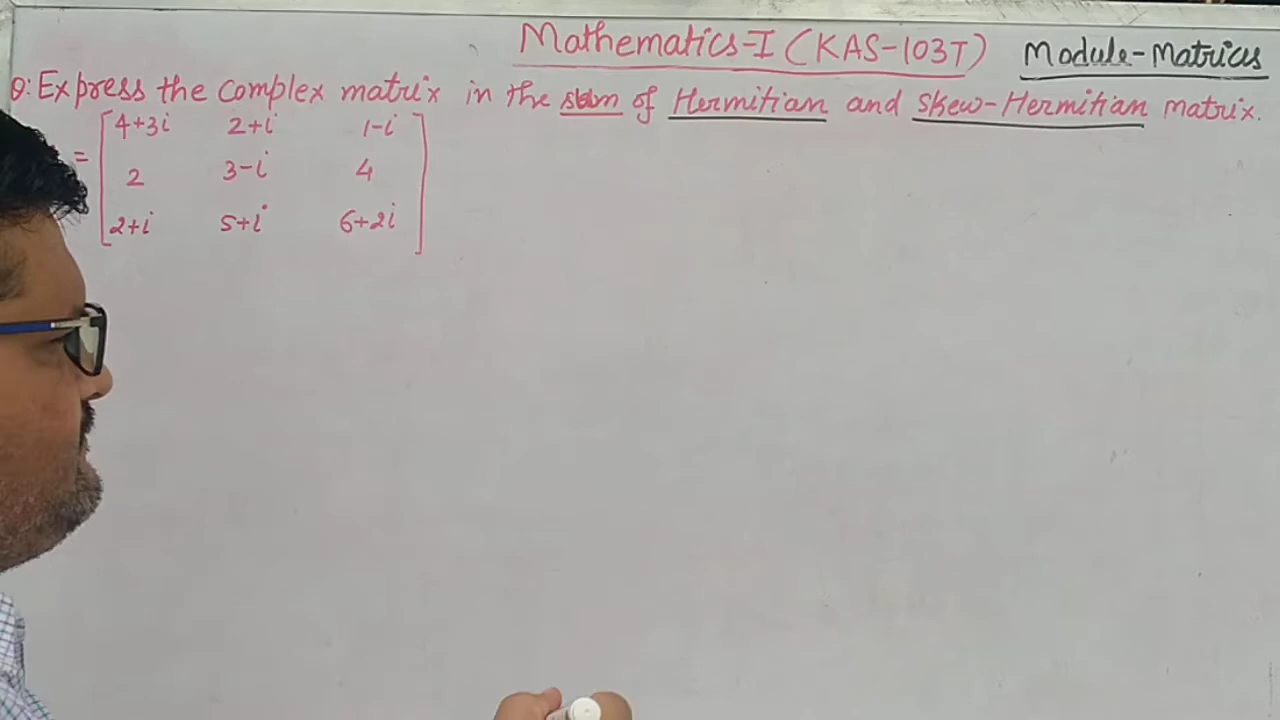 Mathematics-I (KAS-103T) Module-Matrices
Q: Express the complex matrix in the sum of Hermitian and Skew-Hermitian matrix.
= [ 4+3i 2+i 1-i
2 3-i 4
2+i 5+i 6+2i ]